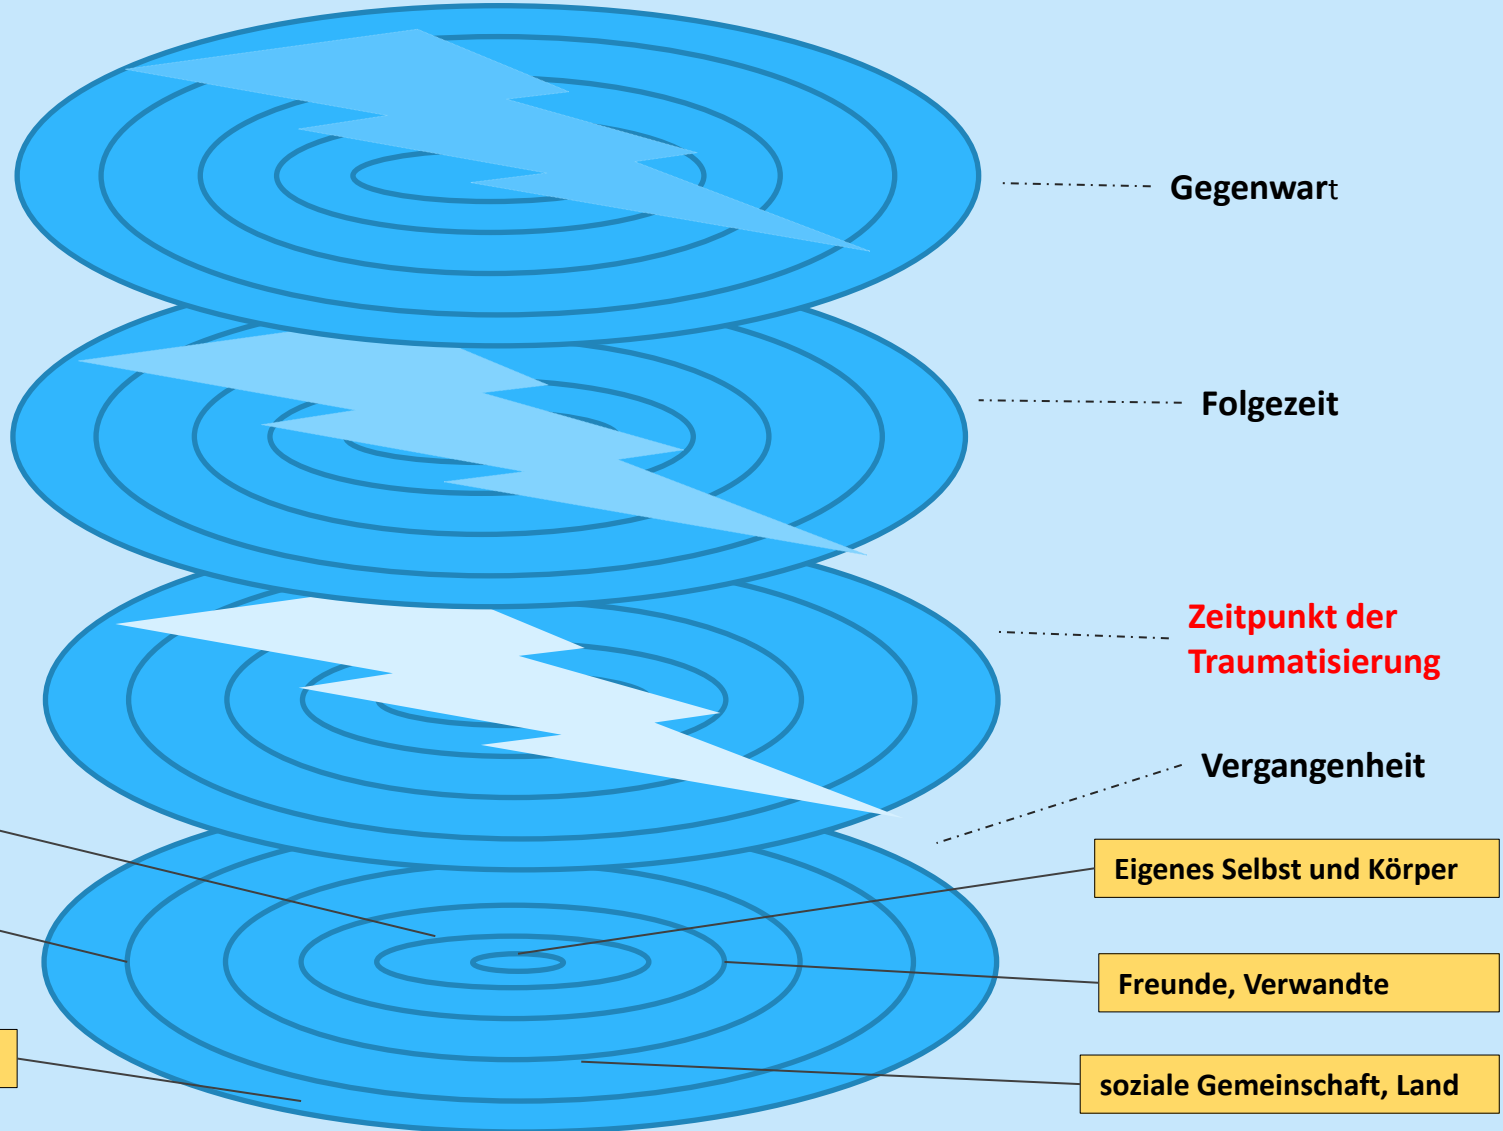 Gegenwart
Folgezeit
Zeitpunkt der
Traumatisierung
Vergangenheit
Eigenes Selbst und Körper
Freunde, Verwandte
soziale Gemeinschaft, Land